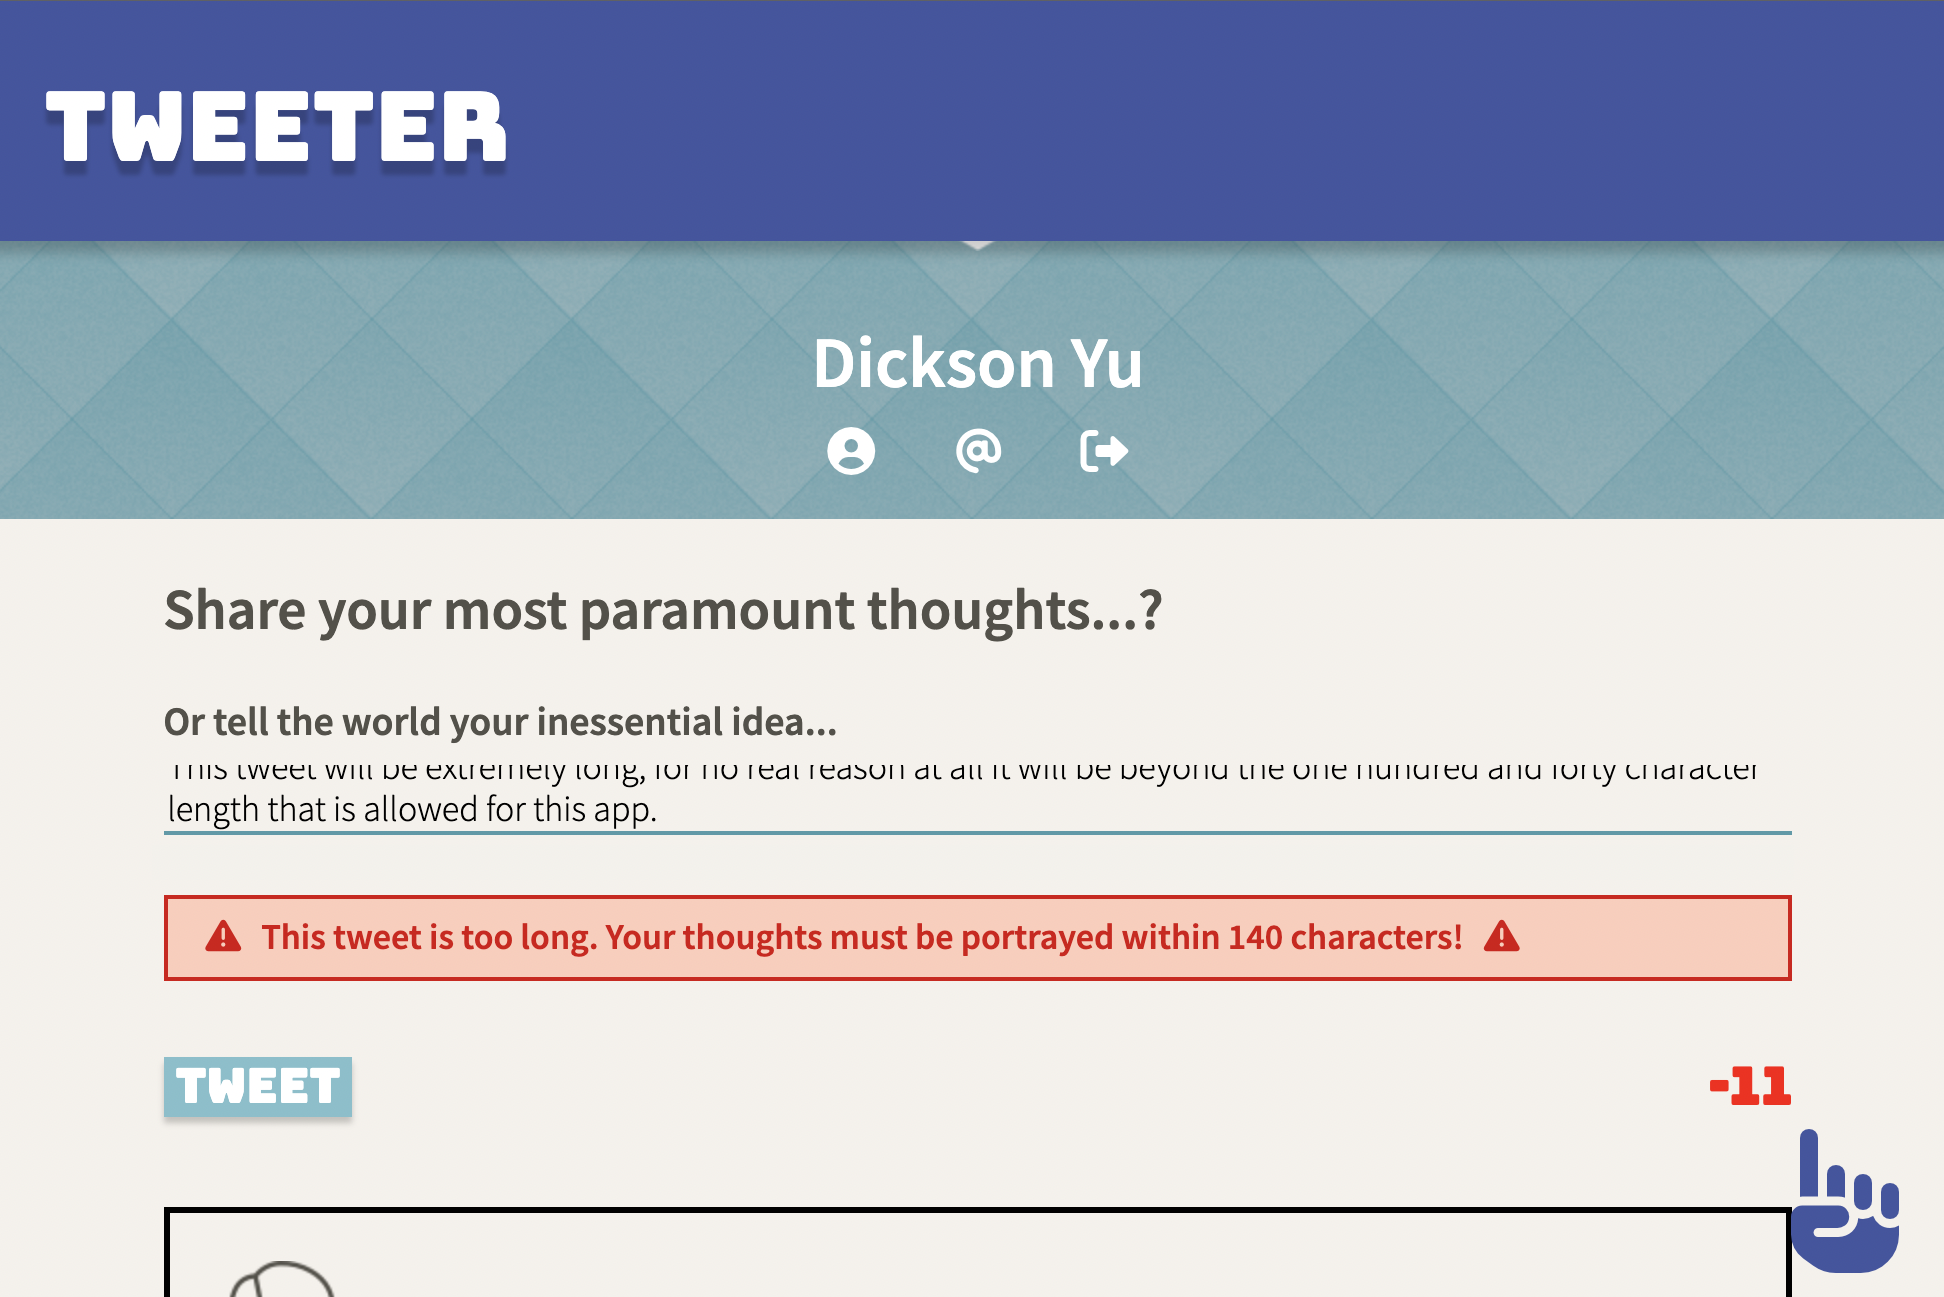 TWEETER
Dickson Yu
Share your most paramount thoughts...?
Or tell the world your inessential idea...
This tweet will be extremely long, for no real reason at all it will be beyond the one hundred and forty character
length that is allowed for this app.
This tweet is too long. Your thoughts must be portrayed within 140 characters!
TWEET
-11